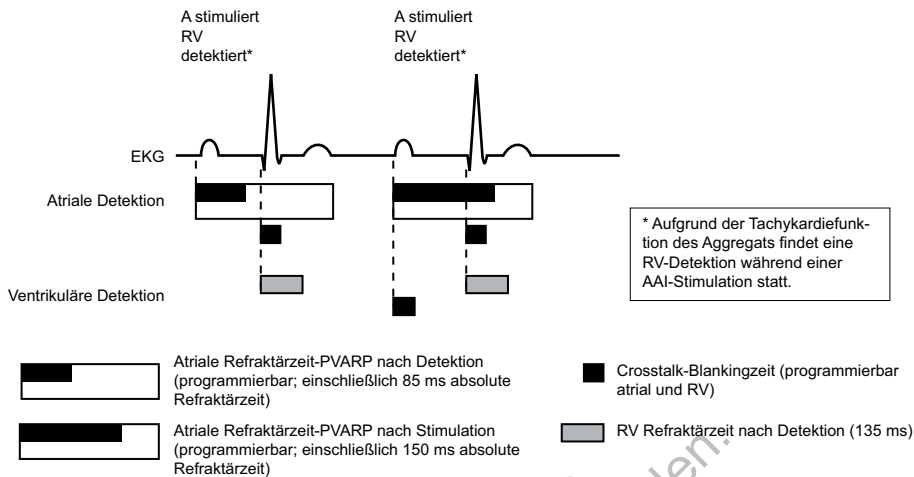 A stimuliert
RV
detektiert*
A stimuliert
RV
detektiert*
EKG
Atriale Detektion
* Aufgrund der Tachykardiefunk-
tion des Aggregats findet eine
RV-Detektion während einer
AAI-Stimulation statt.
Ventrikuläre Detektion
Atriale Refraktärzeit-PVARP nach Detektion
(programmierbar; einschließlich 85 ms absolute
Refraktärzeit)
Crosstalk-Blankingzeit (programmierbar
atrial und RV)
Atriale Refraktärzeit-PVARP nach Stimulation
(programmierbar; einschließlich 150 ms absolute
Refraktärzeit)
RV Refraktärzeit nach Detektion (135 ms)